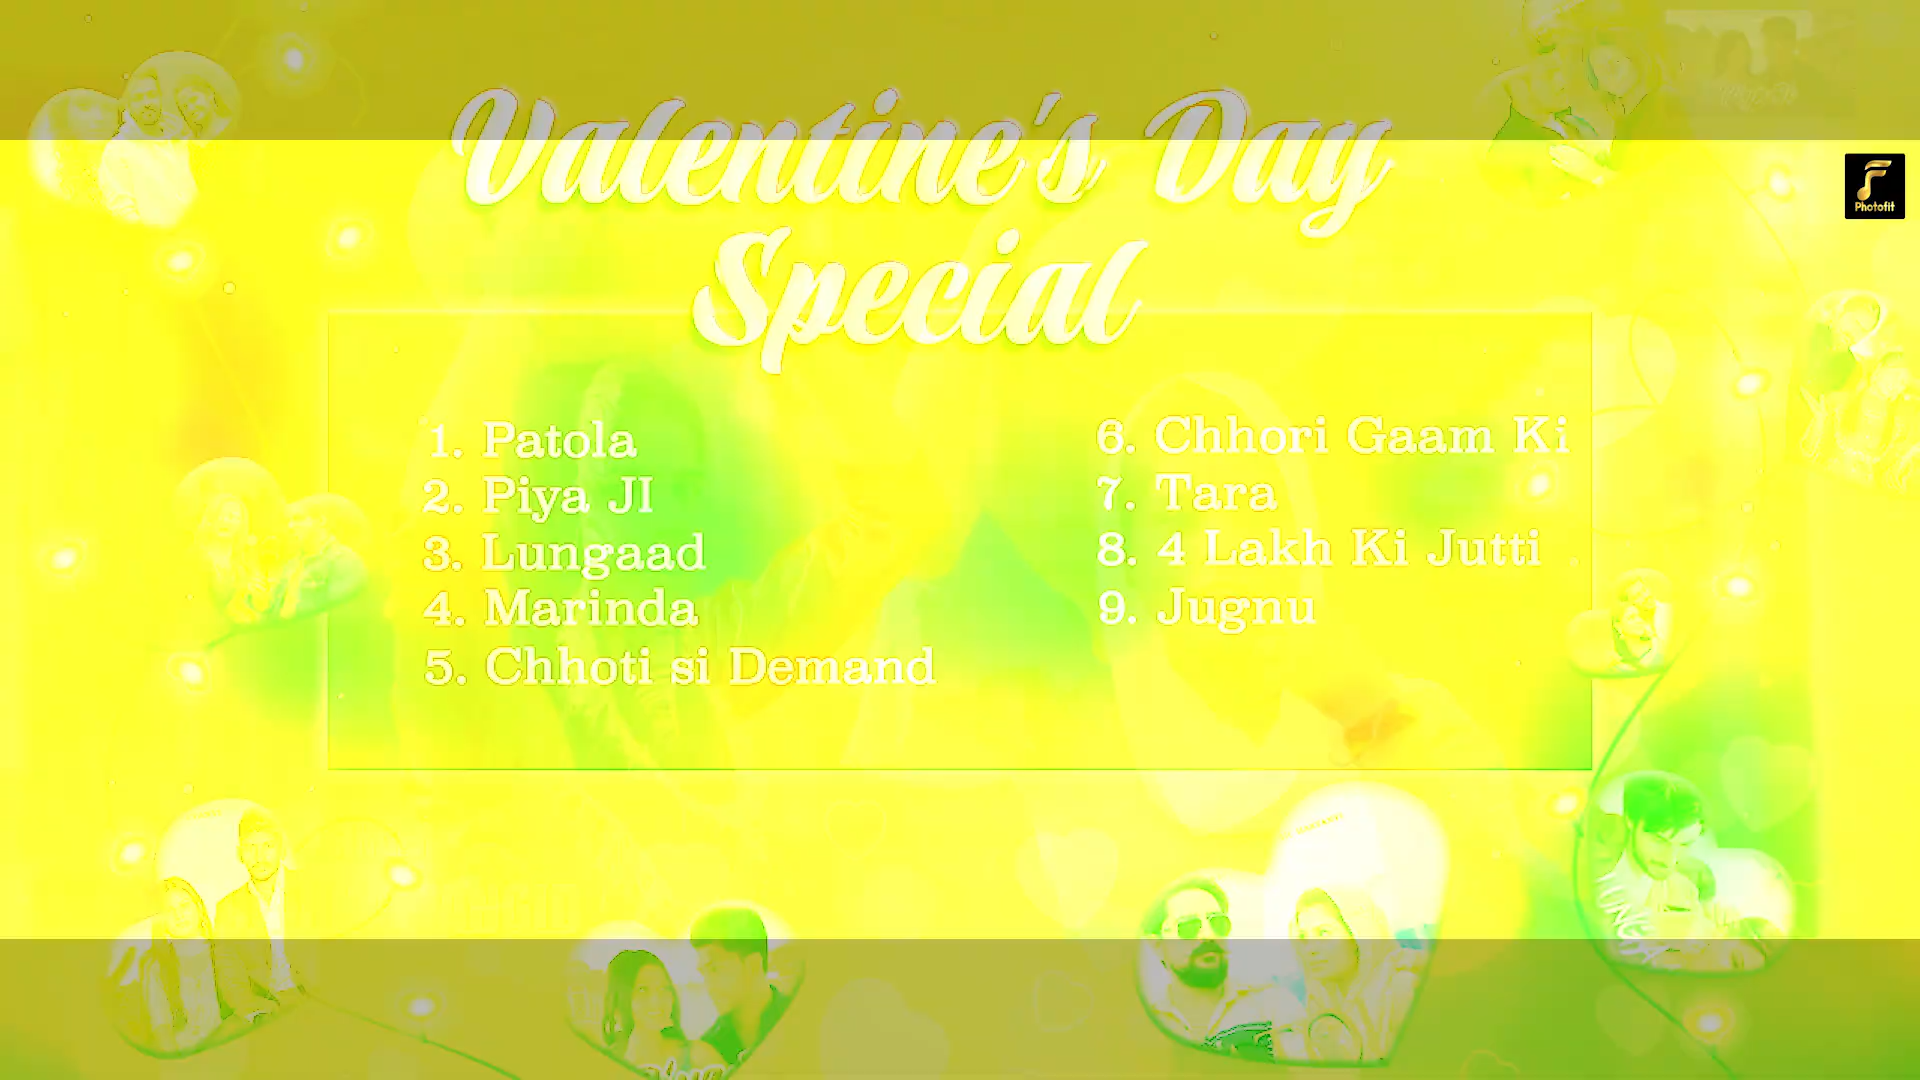 Valentine's Day
Special
Photofit
1. Patola
2. Piya JI
3. Lungaad
4. Marinda
5. Chhoti si Demand
6. Chhori Gaam Ki
7. Tara
8. 4 Lakh Ki Jutti
9. Jugnu